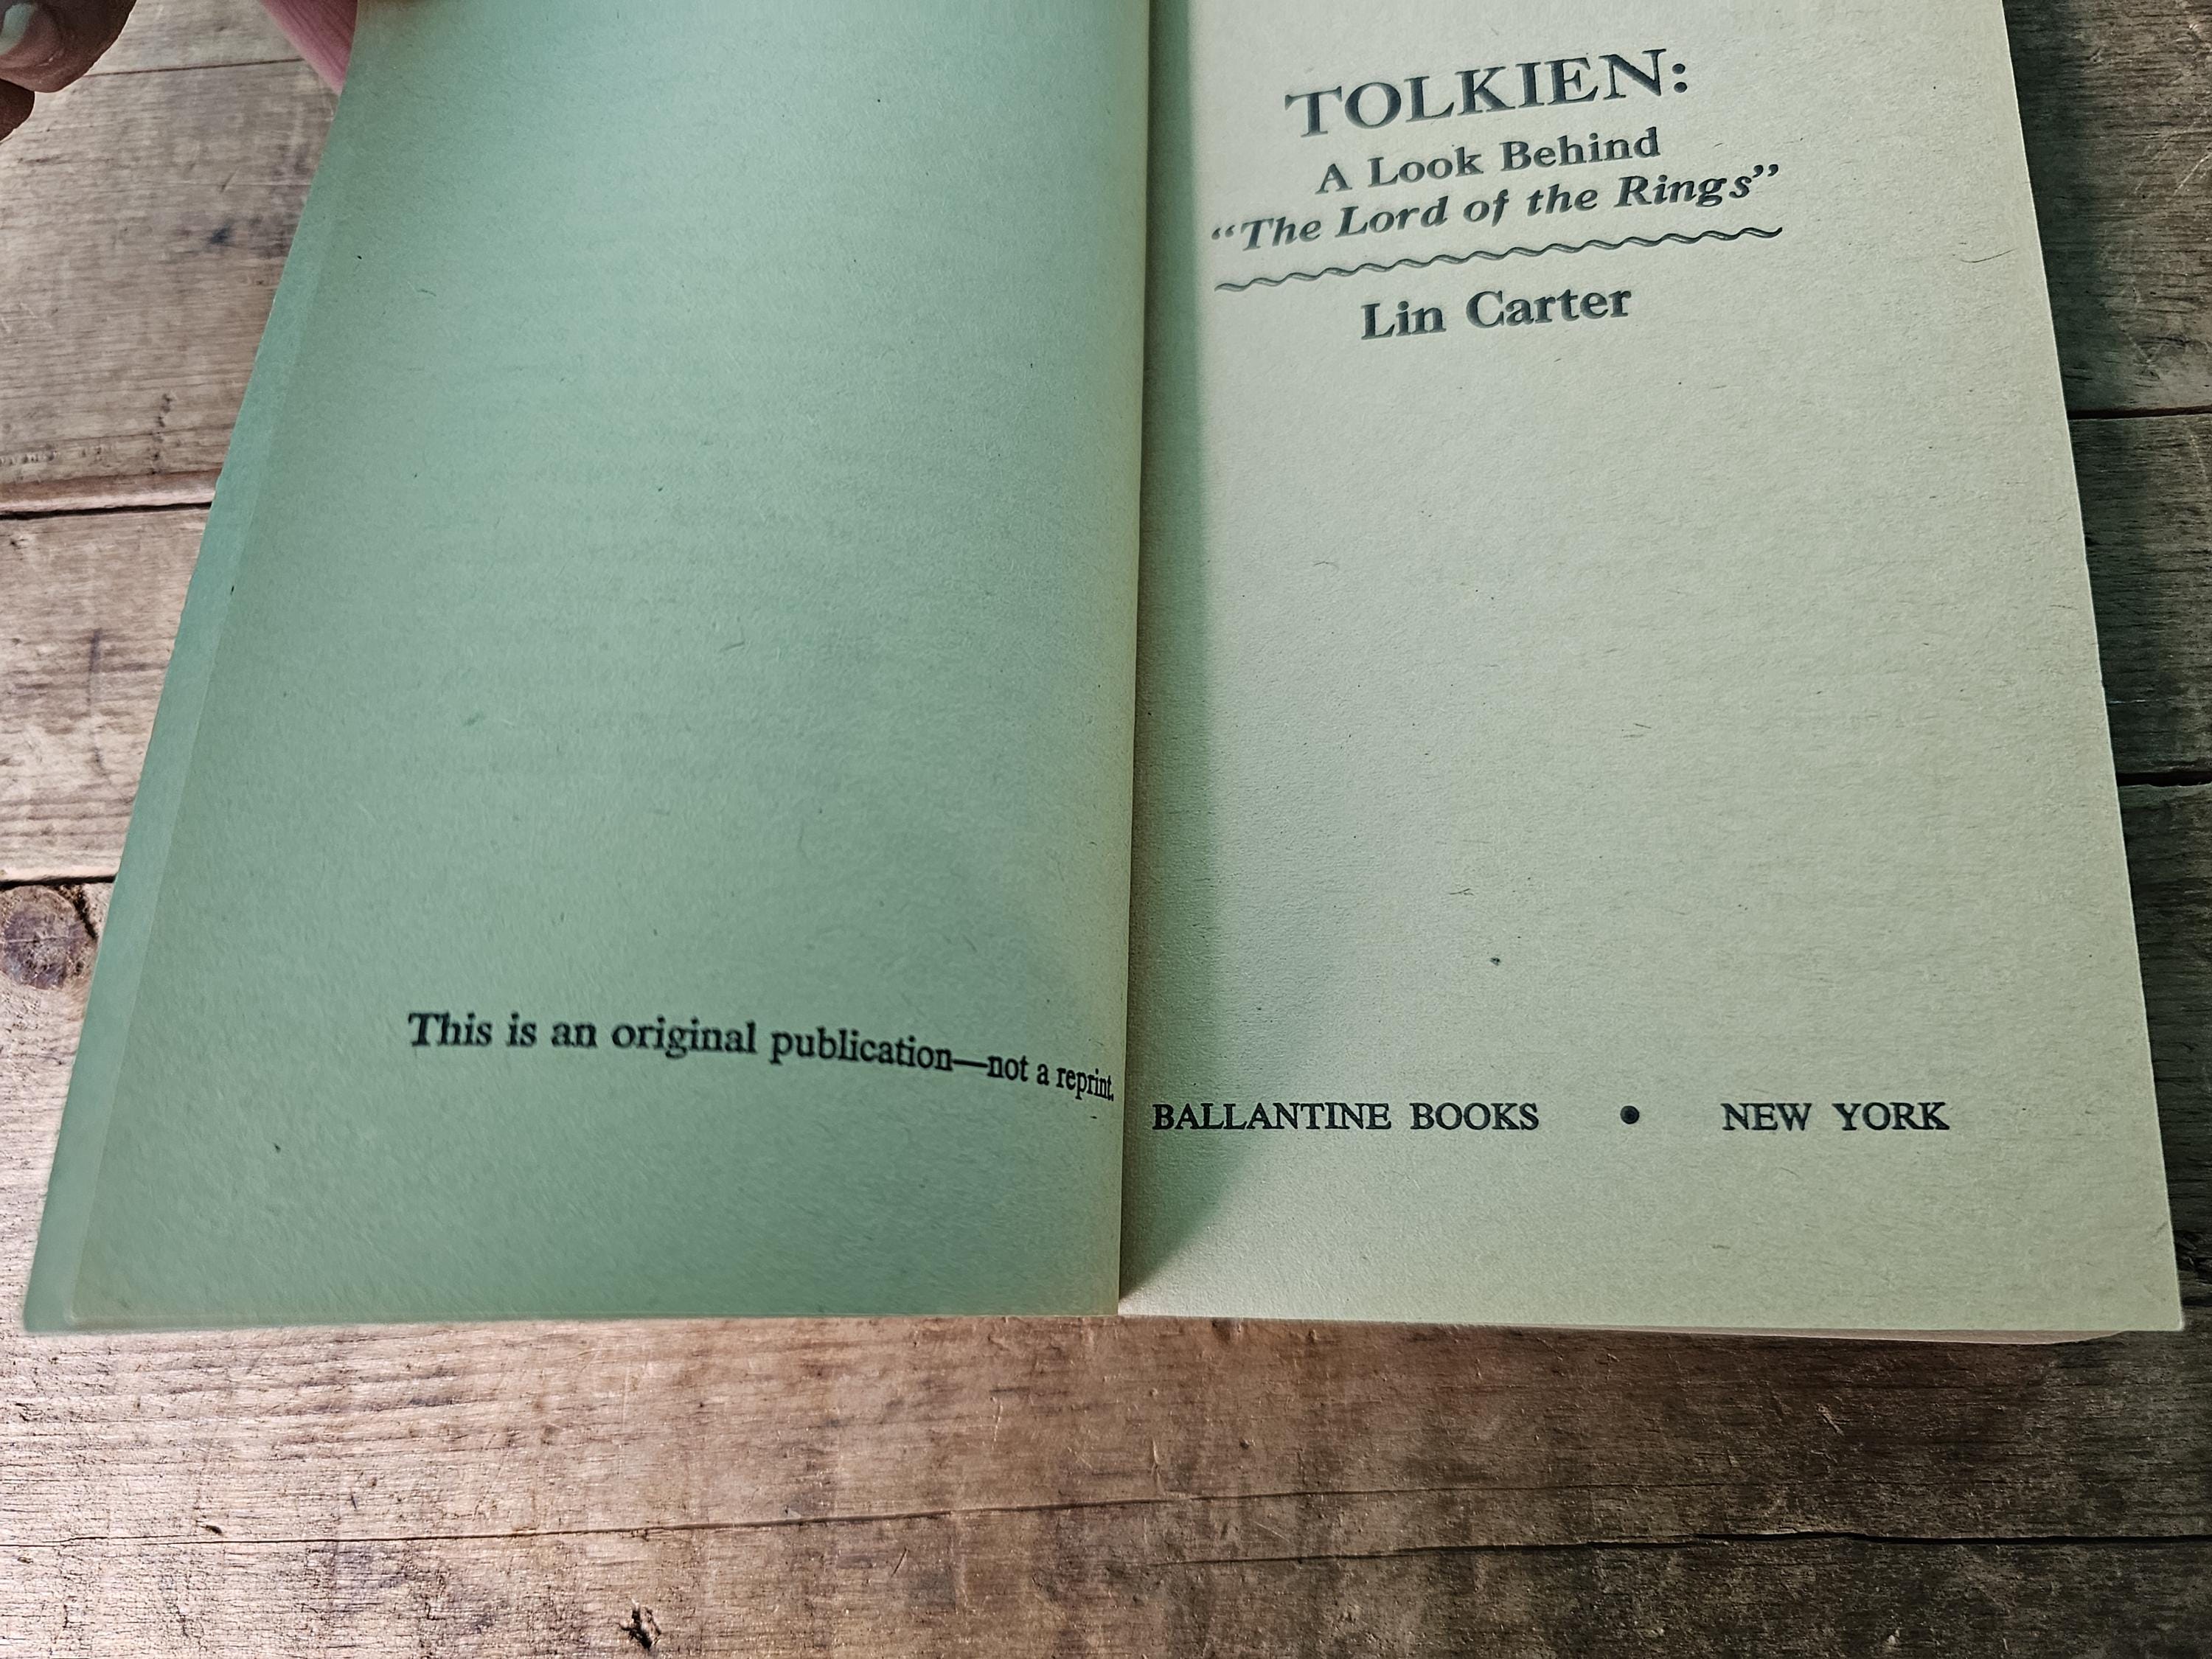 This is an original publication—not a reprint.
TOLKIEN:
A Look Behind
“The Lord of the Rings”
Lin Carter
BALLANTINE BOOKS • NEW YORK